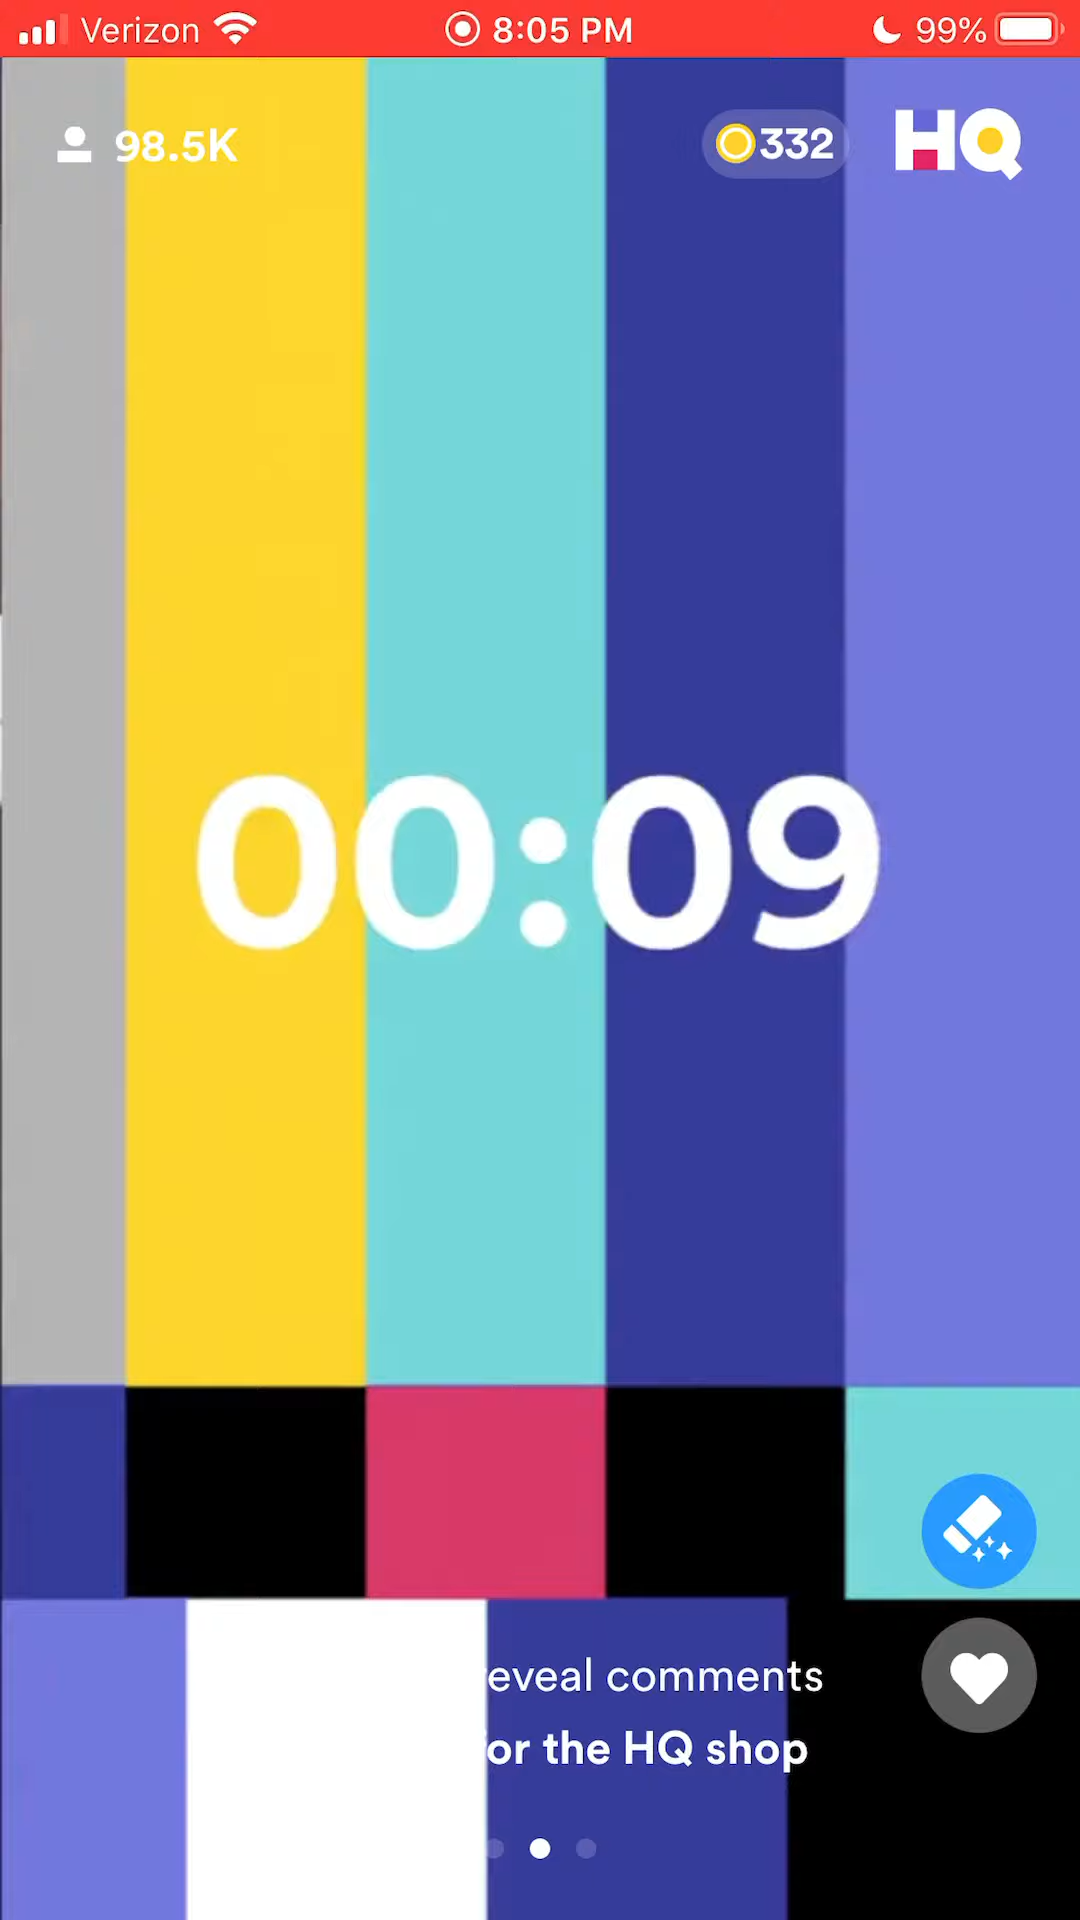 Verizon 8:05 PM 99%
98.5K 332 HQ
00:09
eveal comments
or the HQ shop